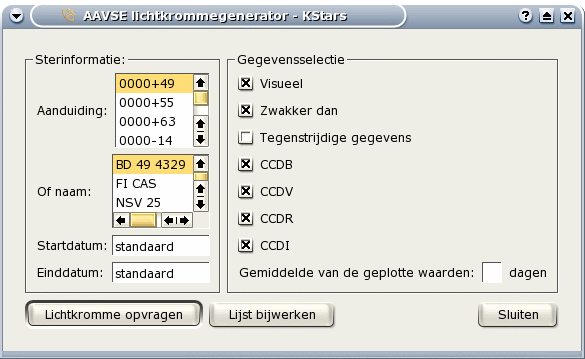 AAVSE lichtkrommegenerator - KStars
Sterinformatie:
Aanduiding:
0000+49
0000+55
0000+63
0000-14
Of naam:
BD 49 4329
FI CAS
NSV 25
Startdatum: standaard
Einddatum: standaard
Gegevensselectie
Visueel
Zwakker dan
Tegenstrijdige gegevens
CCDB
CCDV
CCDR
CCDI
Gemiddelde van de geplotte waarden: dagen
Lichtkromme opvragen
Lijst bijwerken
Sluiten